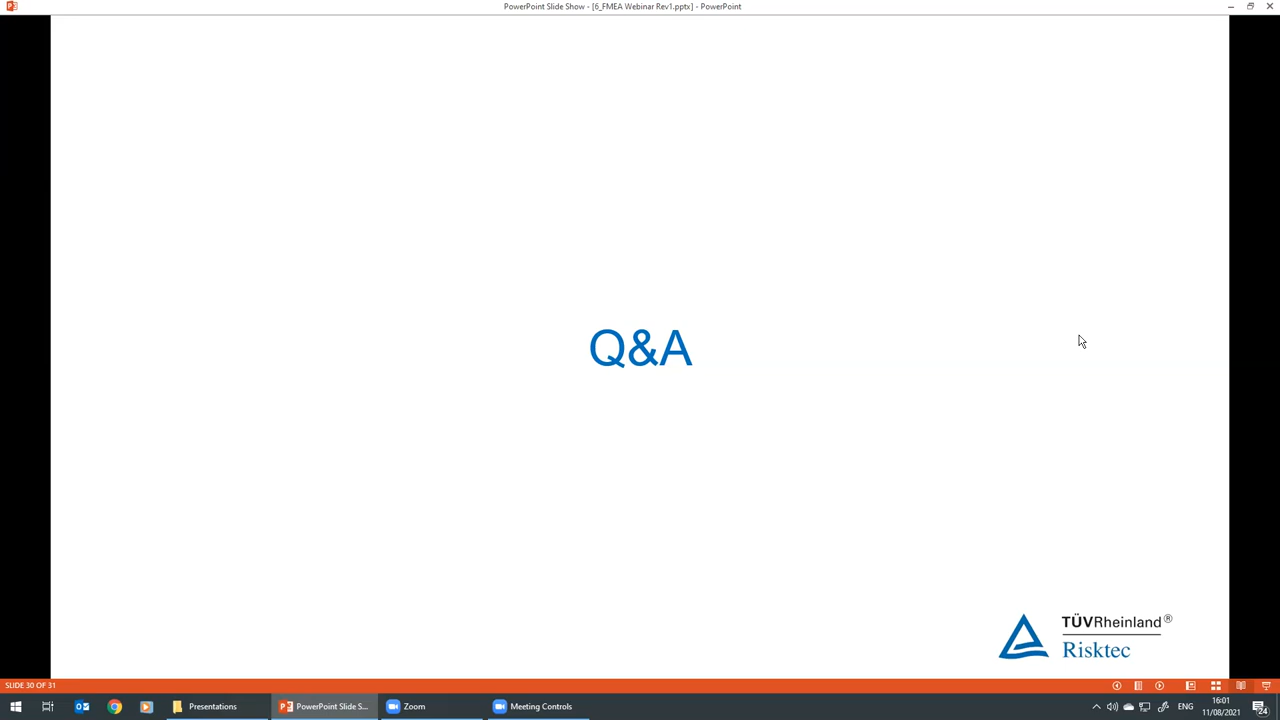 PowerPoint Slide Show - [6_FMEA Webinar Rev1.pptx] - PowerPoint
Q&A
TÜVRheinland®
Risktec
SLIDE 30 OF 31
Presentations
PowerPoint Slide S...
Zoom
Meeting Controls
ENG
16:01
11/08/2021
24